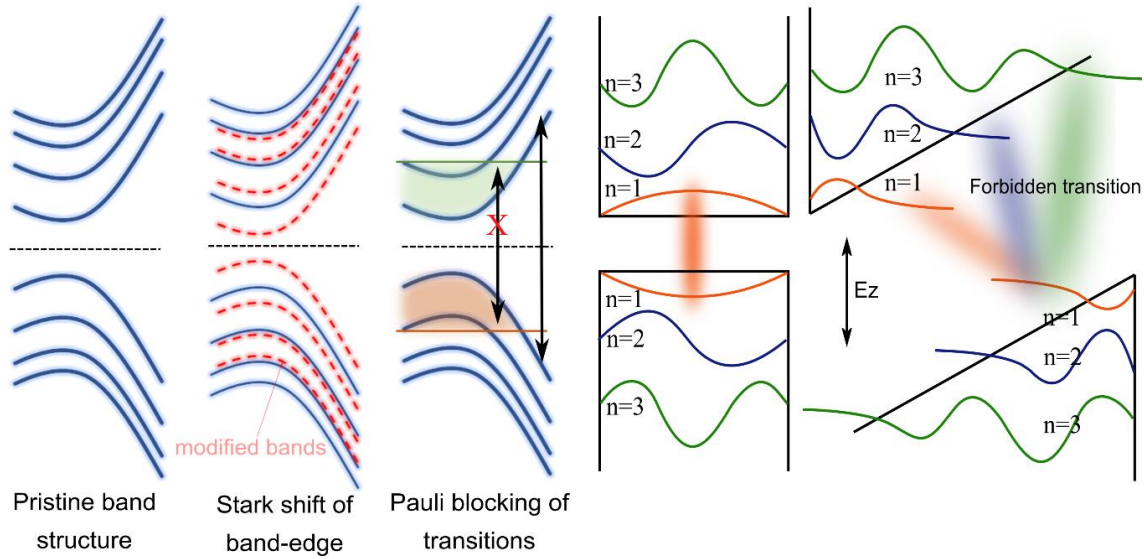 modified bands
Pristine band
structure
Stark shift of
band-edge
X
Pauli blocking of
transitions
n=3
n=2
n=1
n=1
n=2
n=3
n=3
n=2
n=1
Forbidden transition
Ez
n=1
n=2
n=3